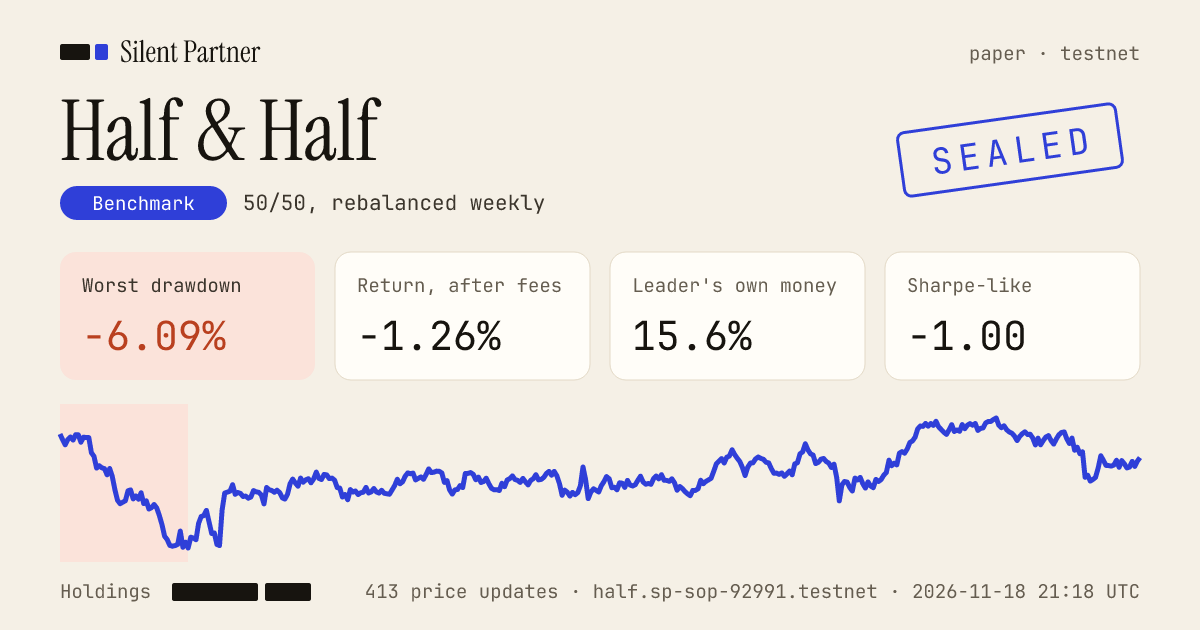 Silent Partner
paper · testnet
Half & Half
SEALED
Benchmark
50/50, rebalanced weekly
Worst drawdown
-6.09%
Return, after fees
-1.26%
Leader's own money
15.6%
Sharpe-like
-1.00
Holdings
413 price updates · half.sp-sop-92991.testnet · 2026-11-18 21:18 UTC